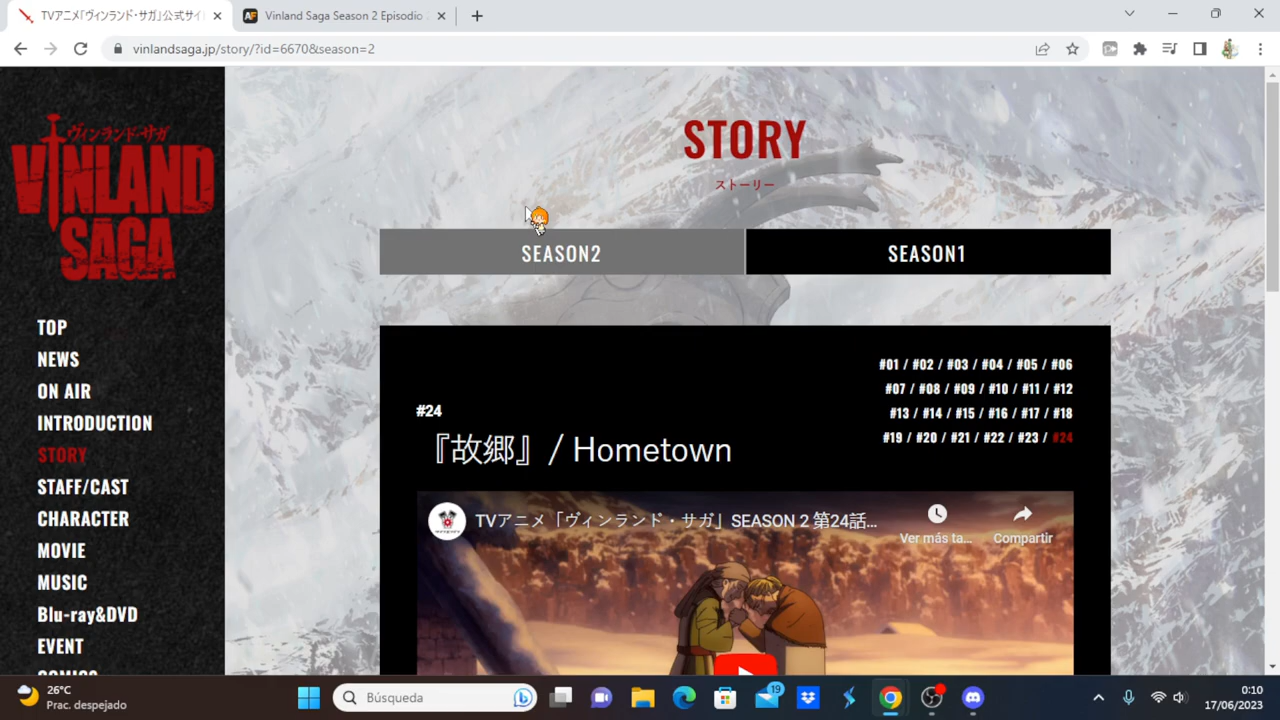 TVアニメ「ヴィンランド・サガ」公式サイ
Vinland Saga Season 2 Episodio
vinlandsaga.jp/story/?id=6670&season=2
ヴィンランド・サガ
VINLAND
SAGA
TOP
NEWS
ON AIR
INTRODUCTION
STORY
STAFF/CAST
CHARACTER
MOVIE
MUSIC
Blu-ray&DVD
EVENT
COMICS
STORY
ストーリー
SEASON2
SEASON1
#01 / #02 / #03 / #04 / #05 / #06
#07 / #08 / #09 / #10 / #11 / #12
#13 / #14 / #15 / #16 / #17 / #18
#19 / #20 / #21 / #22 / #23 / #24
#24
『故郷』/ Hometown
TVアニメ「ヴィンランド・サガ」SEASON 2 第24話...
Ver más ta...
Compartir
26°C
Prac. despejado
Búsqueda
19
0:10
17/06/2023